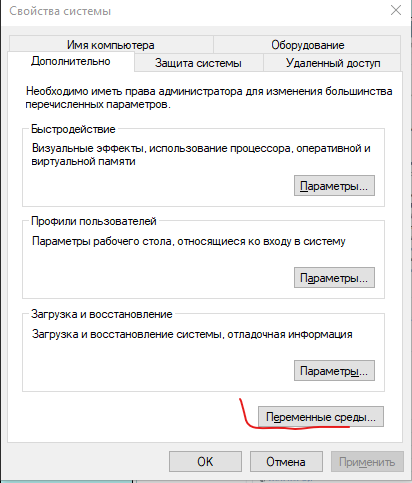 Свойства системы
Имя компьютера
Оборудование
Дополнительно
Защита системы
Удаленный доступ
Необходимо иметь права администратора для изменения большинства
перечисленных параметров.
Быстродействие
Визуальные эффекты, использование процессора, оперативной и
виртуальной памяти
Параметры...
Профили пользователей
Параметры рабочего стола, относящиеся ко входу в систему
Параметры...
Загрузка и восстановление
Загрузка и восстановление системы, отладочная информация
Параметры...
Переменные среды...
ОК
Отмена
Применить